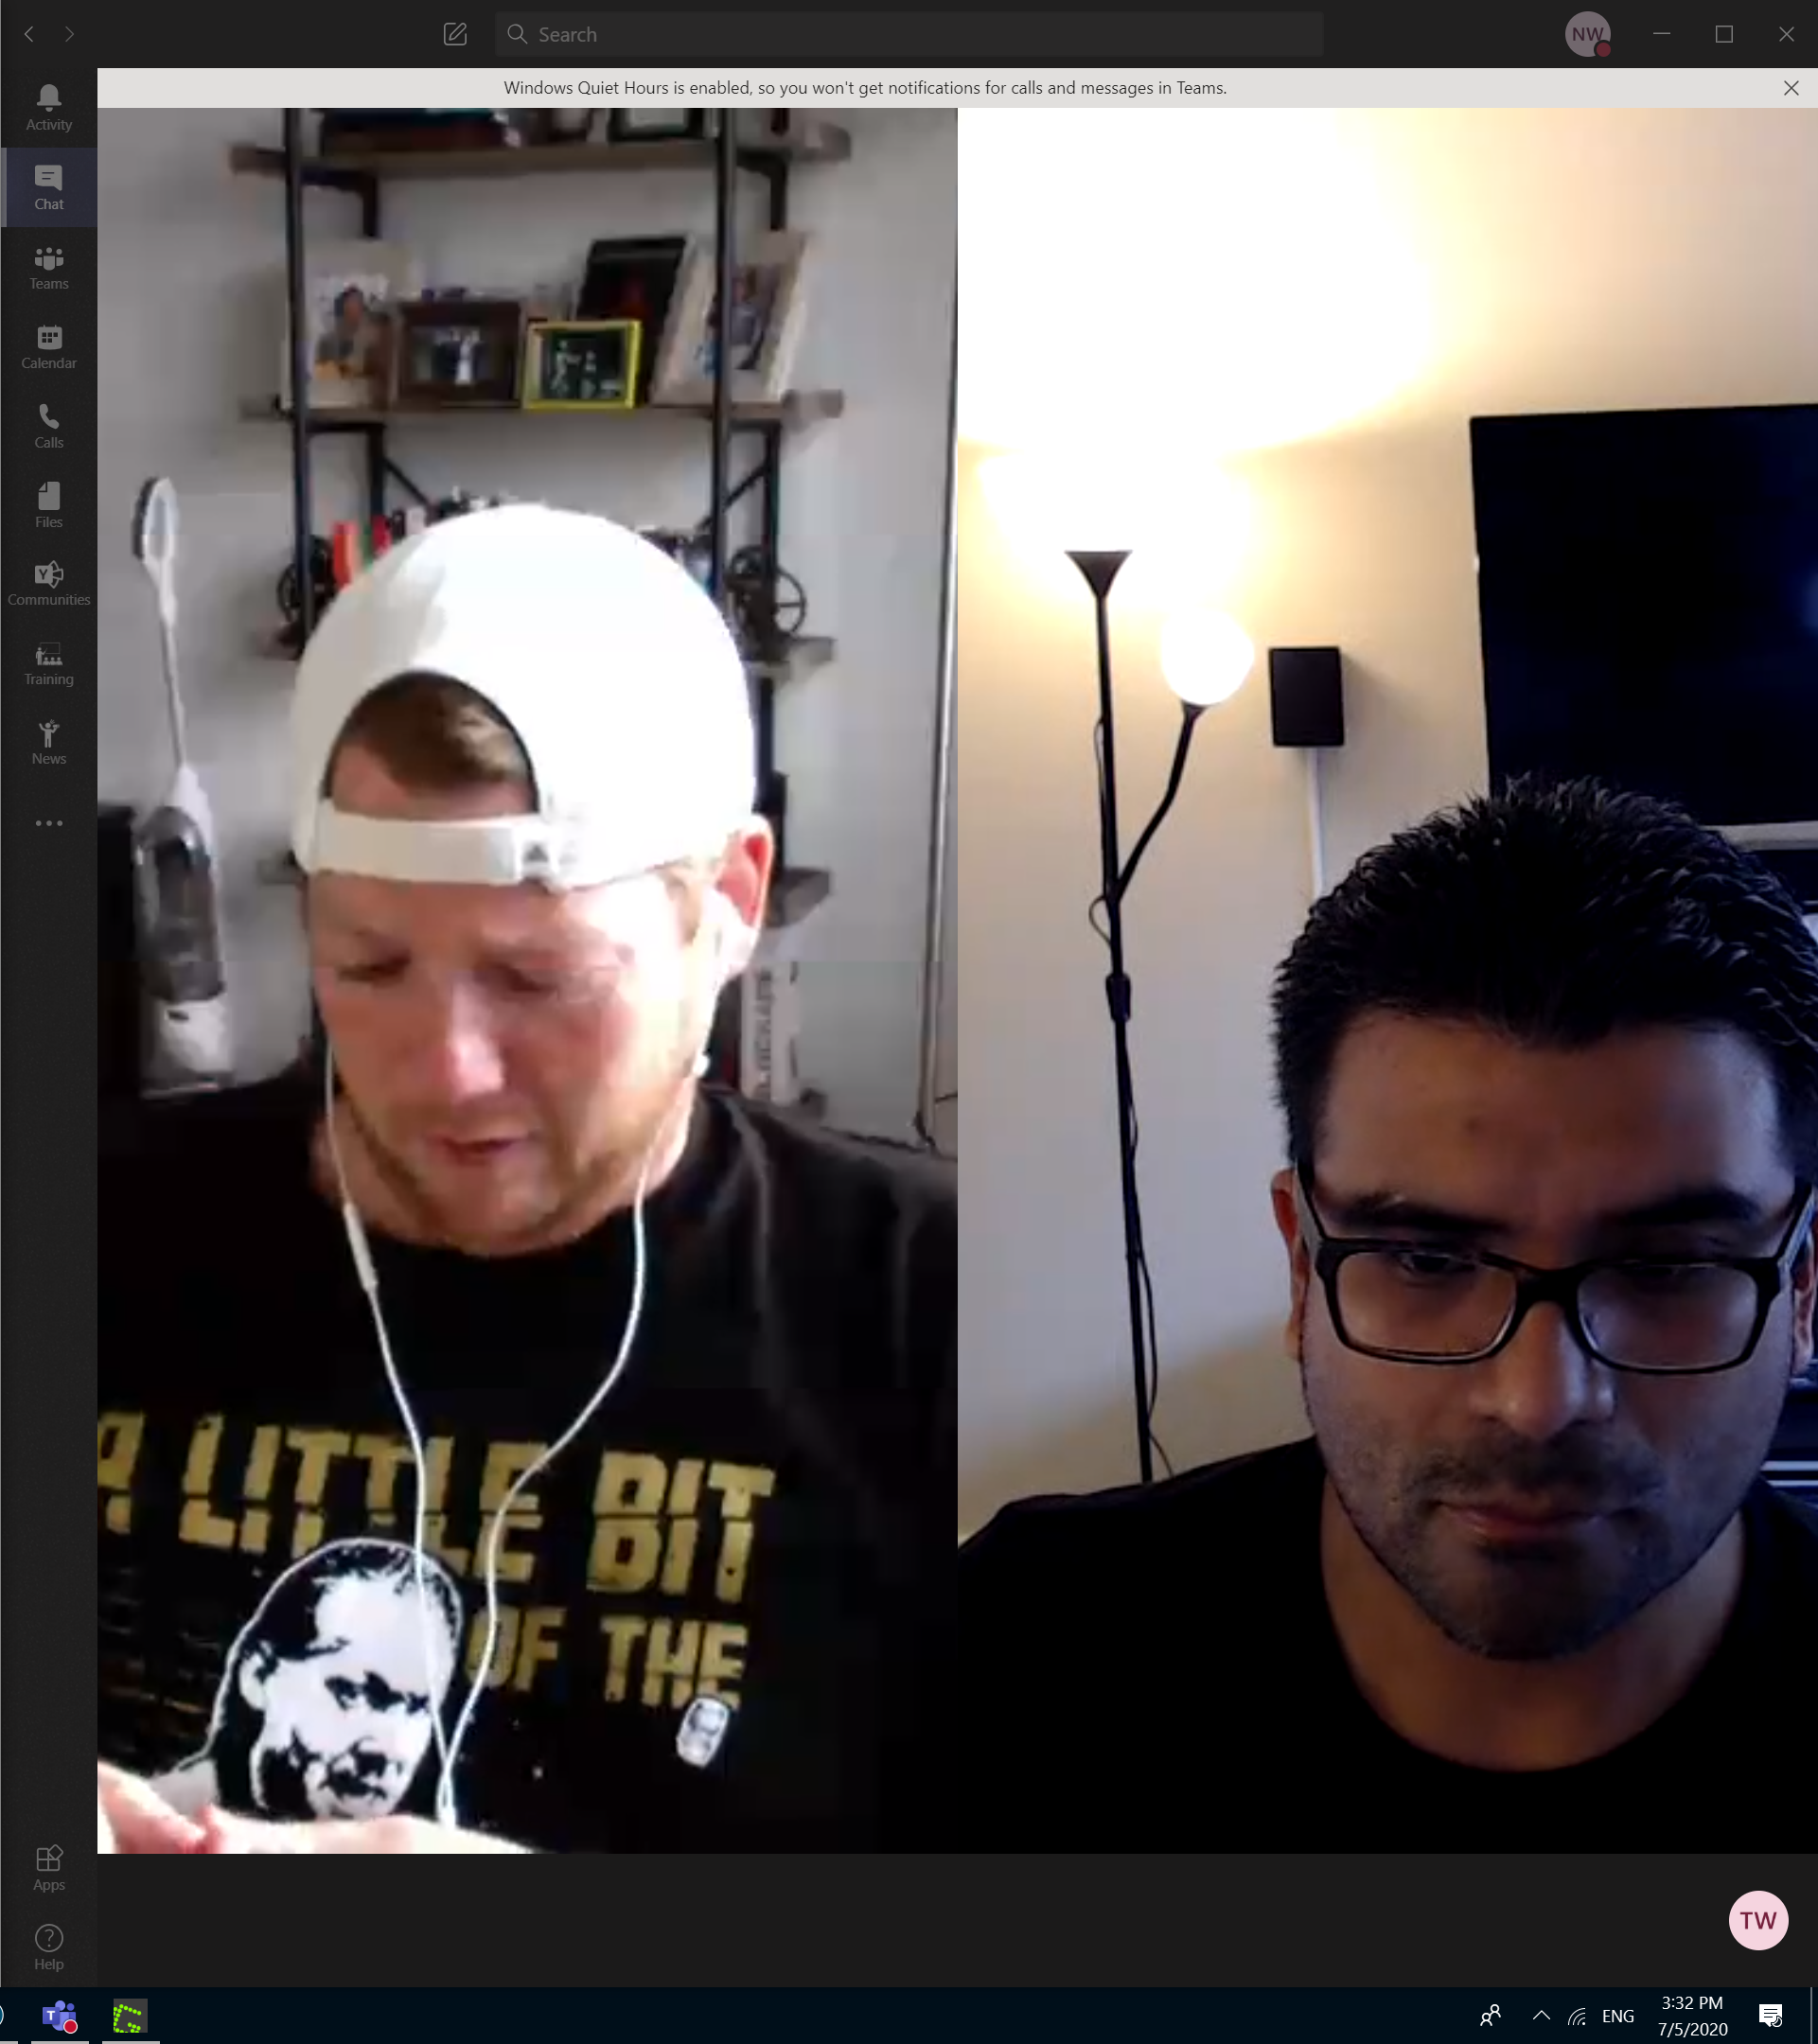 Search
NW
Windows Quiet Hours is enabled, so you won't get notifications for calls and messages in Teams.
Activity
Chat
Teams
Calendar
Calls
Files
Communities
Training
News
A LITTLE BIT
OF THE
Apps
Help
TW
ENG
3:32 PM
7/5/2020